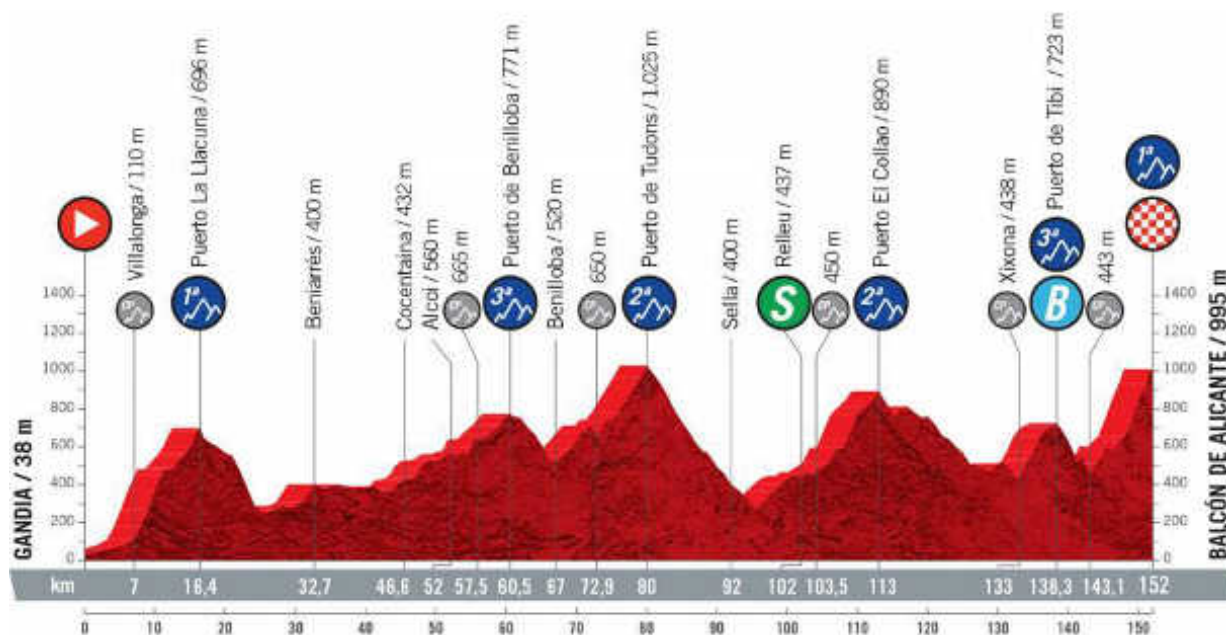 Villalonga / 110 m
Puerto La Llacuna / 696 m
Beniarrés / 400 m
Cocentaina / 432 m
Alcoi / 560 m
665 m
Puerto de Benilloba / 771 m
Benilloba / 520 m
650 m
Puerto de Tudons / 1.025 m
Sella / 400 m
Relleu / 437 m
450 m
Puerto El Collao / 890 m
Xixona / 438 m
Puerto de Tibi / 723 m
443 m
1ª
3ª
1ª
3ª
2ª
S
2ª
B
GANDIA / 38 m
1400
1200
1000
800
600
400
200
0
1400
1200
1000
800
600
400
200
0
BALCÓN DE ALICANTE / 995 m
km 7 16,4 32,7 45,6 52 57,5 60,5 67 72,9 80 92 102 103,5 113 133 138,3 143,1 152
0 10 20 30 40 50 60 70 80 90 100 110 120 130 140 150